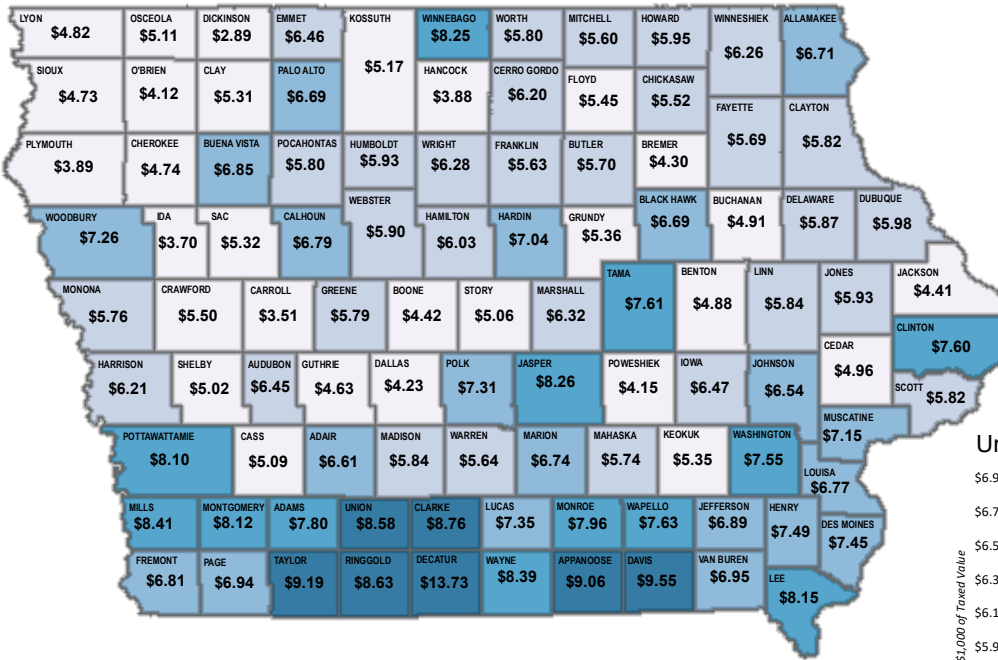 LYON
$4.82
OSCEOLA
$5.11
DICKINSON
$2.89
EMMET
$6.46
KOSSUTH
$5.17
WINNEBAGO
$8.25
WORTH
$5.80
MITCHELL
$5.60
HOWARD
$5.95
WINNESHIEK
$6.26
ALLAMAKEE
$6.71
SIOUX
$4.73
O'BRIEN
$4.12
CLAY
$5.31
PALO ALTO
$6.69
HANCOCK
$3.88
CERRO GORDO
$6.20
FLOYD
$5.45
CHICKASAW
$5.52
FAYETTE
$5.69
CLAYTON
$5.82
PLYMOUTH
$3.89
CHEROKEE
$4.74
BUENA VISTA
$6.85
POCAHONTAS
$5.80
HUMBOLDT
$5.93
WRIGHT
$6.28
FRANKLIN
$5.63
BUTLER
$5.70
BREMER
$4.30
WOODBURY
$7.26
IDA
$3.70
SAC
$5.32
CALHOUN
$6.79
WEBSTER
$5.90
HAMILTON
$6.03
HARDIN
$7.04
GRUNDY
$5.36
BLACK HAWK
$6.69
BUCHANAN
$4.91
DELAWARE
$5.87
DUBUQUE
$5.98
MONONA
$5.76
CRAWFORD
$5.50
CARROLL
$3.51
GREENE
$5.79
BOONE
$4.42
STORY
$5.06
MARSHALL
$6.32
TAMA
$7.61
BENTON
$4.88
LINN
$5.84
JONES
$5.93
JACKSON
$4.41
CLINTON
$7.60
HARRISON
$6.21
SHELBY
$5.02
AUDUBON
$6.45
GUTHRIE
$4.63
DALLAS
$4.23
POLK
$7.31
JASPER
$8.26
POWESHIEK
$4.15
IOWA
$6.47
JOHNSON
$6.54
CEDAR
$4.96
SCOTT
$5.82
MUSCATINE
$7.15
POTTAWATTAMIE
$8.10
CASS
$5.09
ADAIR
$6.61
MADISON
$5.84
WARREN
$5.64
MARION
$6.74
MAHASKA
$5.74
KEOKUK
$5.35
WASHINGTON
$7.55
LOUISA
$6.77
MILLS
$8.41
MONTGOMERY
$8.12
ADAMS
$7.80
UNION
$8.58
CLARKE
$8.76
LUCAS
$7.35
MONROE
$7.96
WAPELLO
$7.63
JEFFERSON
$6.89
HENRY
$7.49
DES MOINES
$7.45
FREMONT
$6.81
PAGE
$6.94
TAYLOR
$9.19
RINGGOLD
$8.63
DECATUR
$13.73
WAYNE
$8.39
APPANOOSE
$9.06
DAVIS
$9.55
VAN BUREN
$6.95
LEE
$8.15
Un
$6.9
$6.7
$6.5
$6.3
$6.1
$5.9
$1,000 of Taxed Value